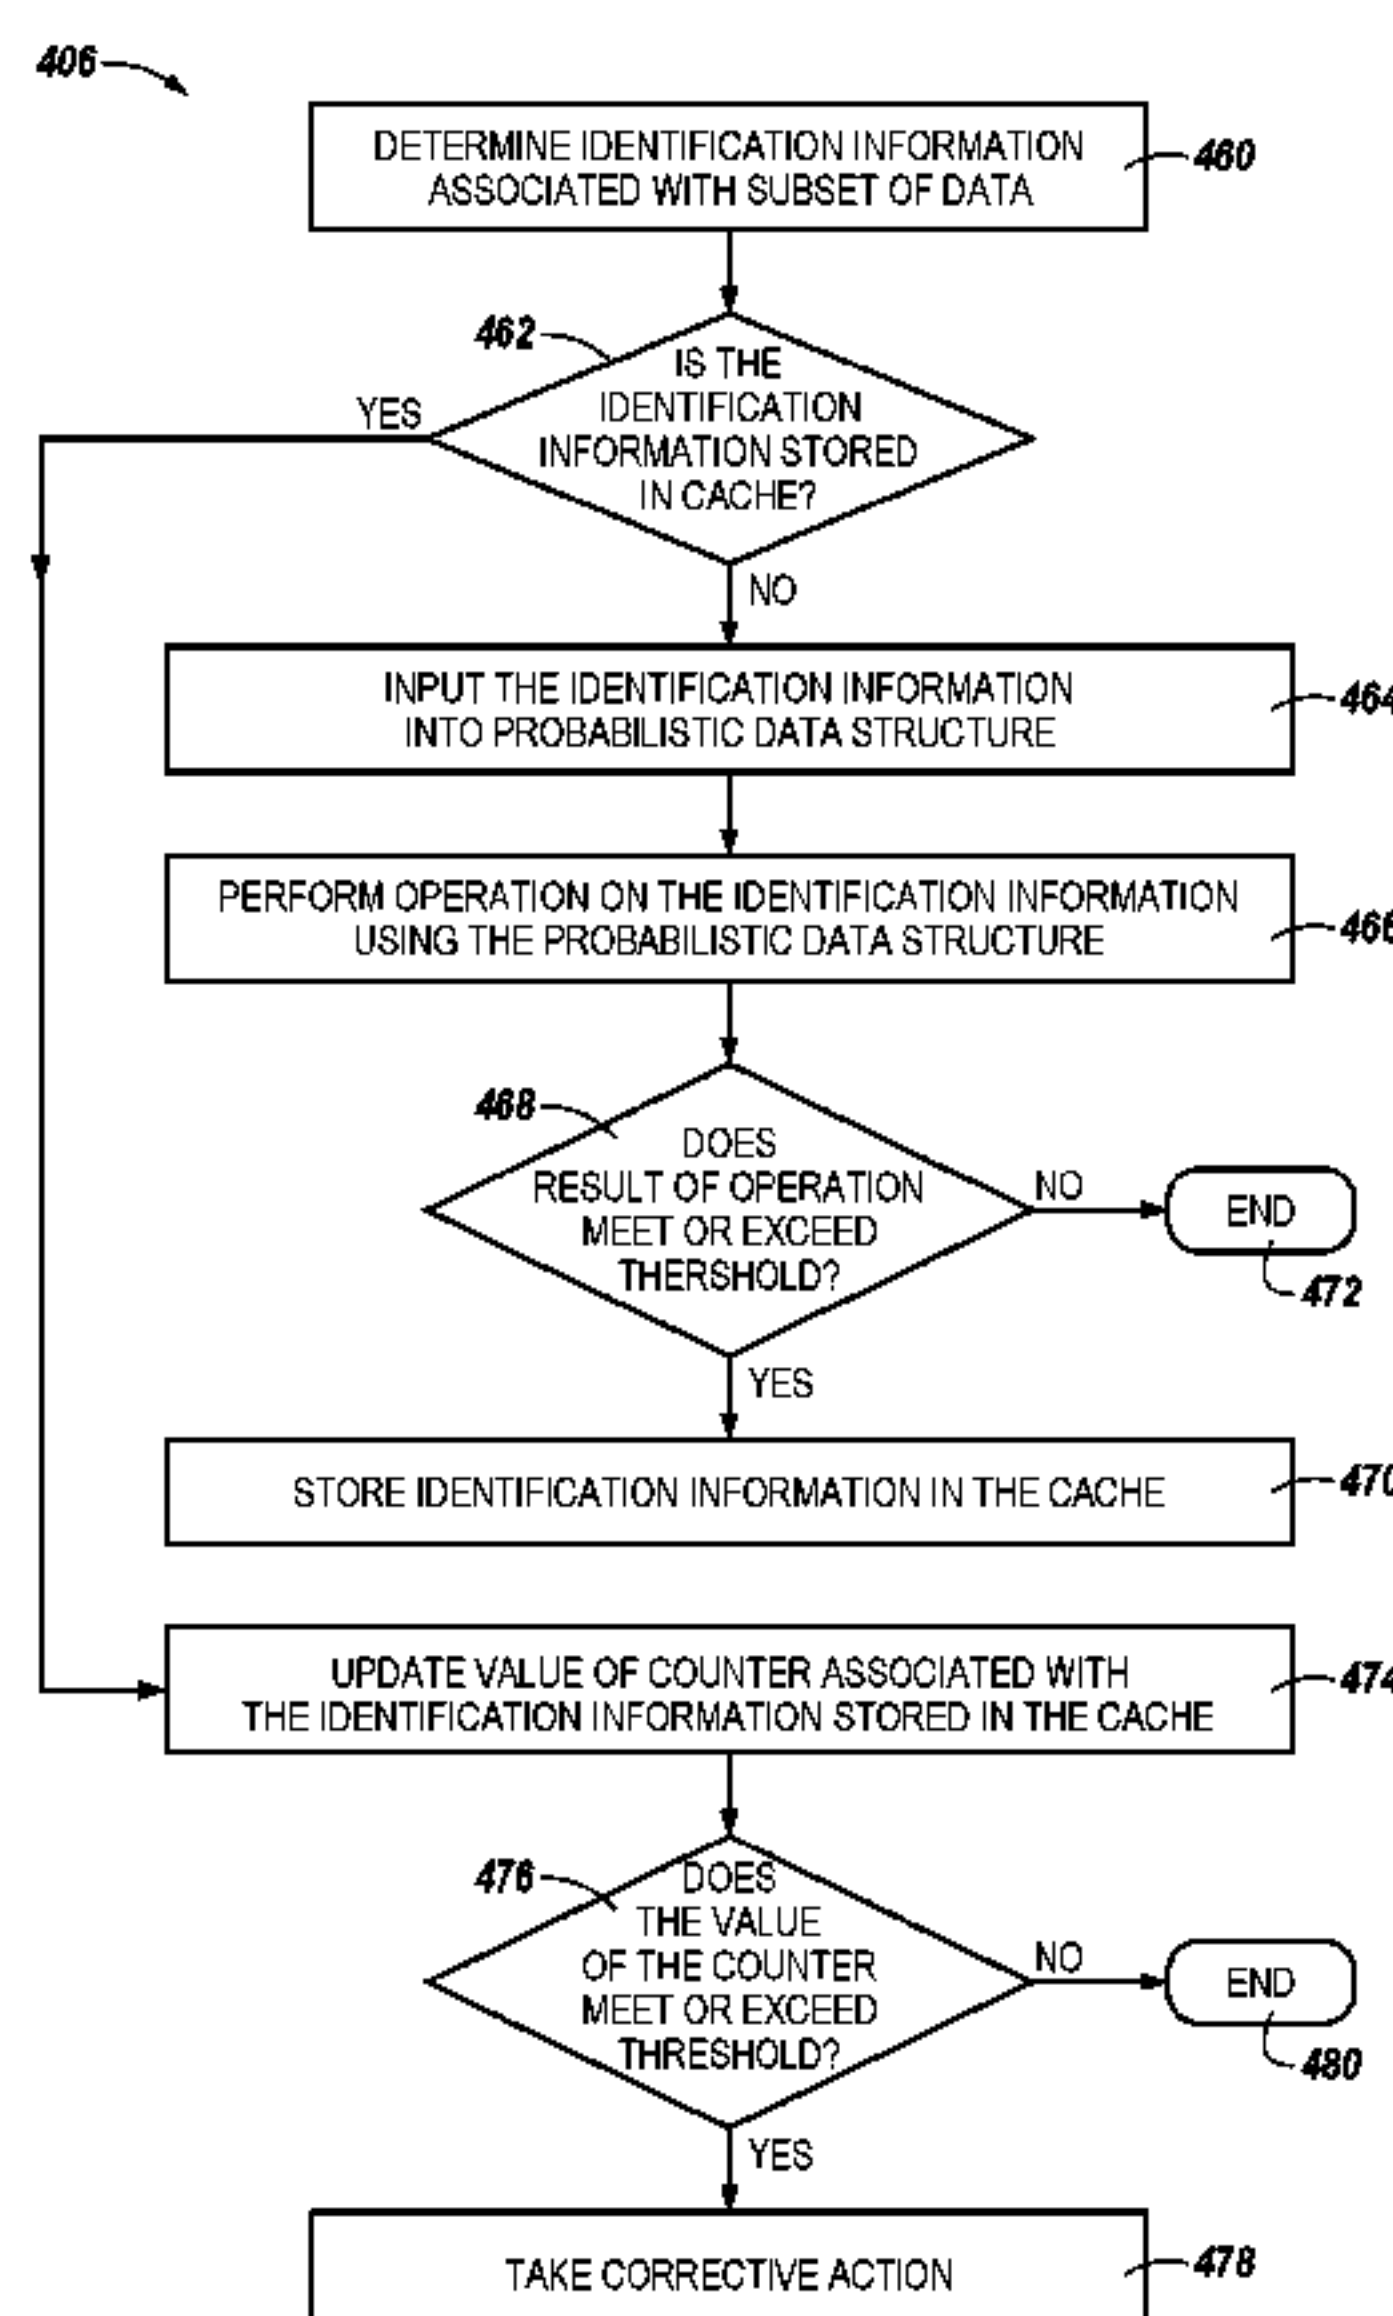 406
DETERMINE IDENTIFICATION INFORMATION
ASSOCIATED WITH SUBSET OF DATA
460
462
IS THE
IDENTIFICATION
INFORMATION STORED
IN CACHE?
YES
NO
INPUT THE IDENTIFICATION INFORMATION
INTO PROBABILISTIC DATA STRUCTURE
464
PERFORM OPERATION ON THE IDENTIFICATION INFORMATION
USING THE PROBABILISTIC DATA STRUCTURE
466
468
DOES
RESULT OF OPERATION
MEET OR EXCEED
THERSHOLD?
NO
END
472
YES
STORE IDENTIFICATION INFORMATION IN THE CACHE
470
UPDATE VALUE OF COUNTER ASSOCIATED WITH
THE IDENTIFICATION INFORMATION STORED IN THE CACHE
474
476
DOES
THE VALUE
OF THE COUNTER
MEET OR EXCEED
THRESHOLD?
NO
END
480
YES
TAKE CORRECTIVE ACTION
478